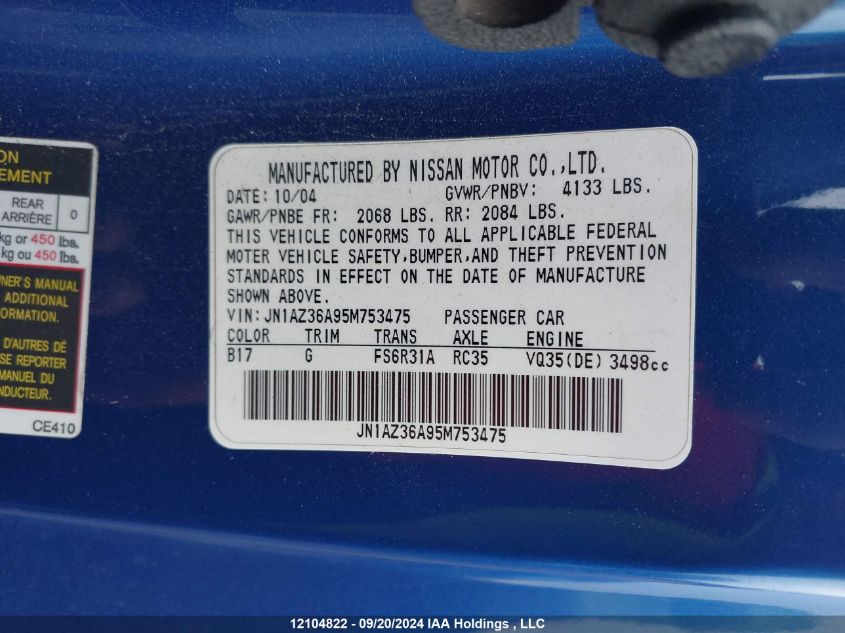 ON
EMENT
REAR
ARRIÈRE 0
kg or 450 lbs.
kg ou 450 lb.
NER'S MANUAL
ADDITIONAL
ORMATION.
D'AUTRES DÉ
SE REPORTER
MANUEL DU
NDUCTEUR.
CE410
MANUFACTURED BY NISSAN MOTOR CO.,LTD.
DATE: 10/04 GVWR/PNBV: 4133 LBS.
GAWR/PNBE FR: 2068 LBS. RR: 2084 LBS.
THIS VEHICLE CONFORMS TO ALL APPLICABLE FEDERAL
MOTER VEHICLE SAFETY,BUMPER,AND THEFT PREVENTION
STANDARDS IN EFFECT ON THE DATE OF MANUFACTURE
SHOWN ABOVE.
VIN:JN1AZ36A95M753475 PASSENGER CAR
COLOR TRIM TRANS AXLE ENGINE
B17 G FS6R31A RC35 VQ35(DE) 3498cc
JN1AZ36A95M753475
12104822 - 09/20/2024 IAA Holdings , LLC